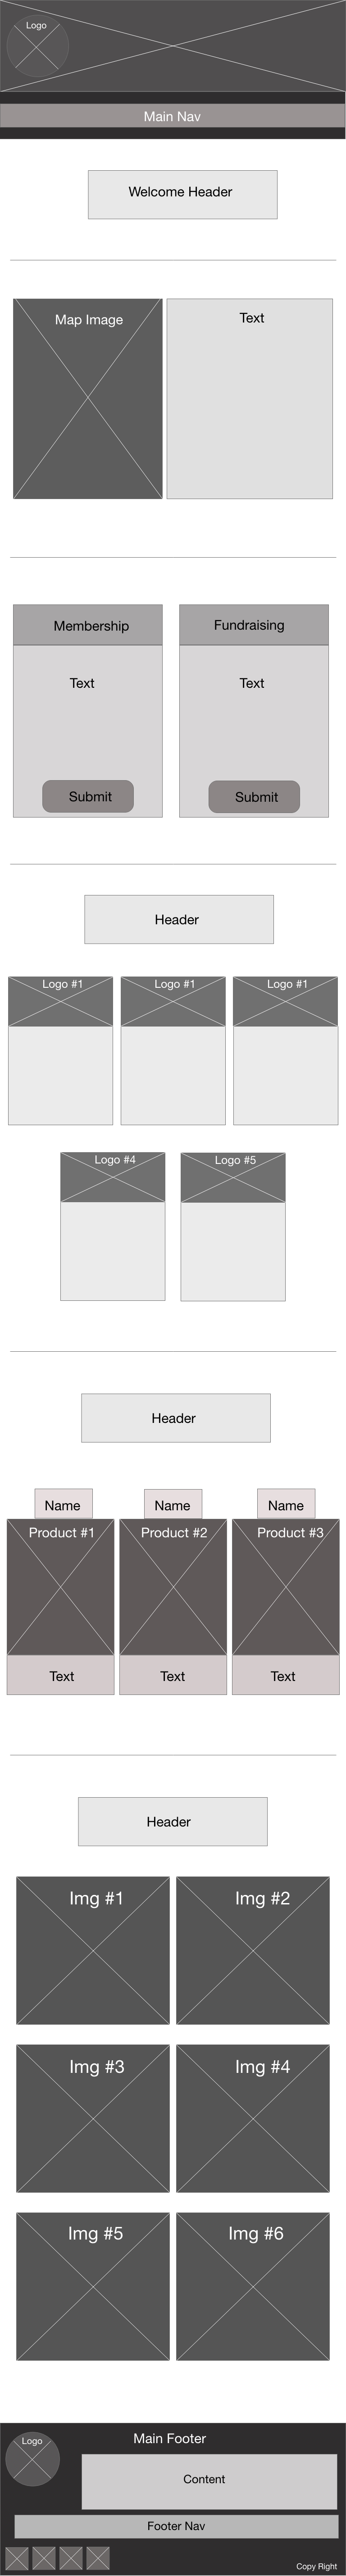 Logo
Main Nav
Welcome Header
Map Image
Text
Membership
Fundraising
Text
Text
Submit
Submit
Header
Logo #1
Logo #1
Logo #1
Logo #4
Logo #5
Header
Name
Name
Name
Product #1
Product #2
Product #3
Text
Text
Text
Header
Img #1
Img #2
Img #3
Img #4
Img #5
Img #6
Logo
Main Footer
Content
Footer Nav
Copy Right